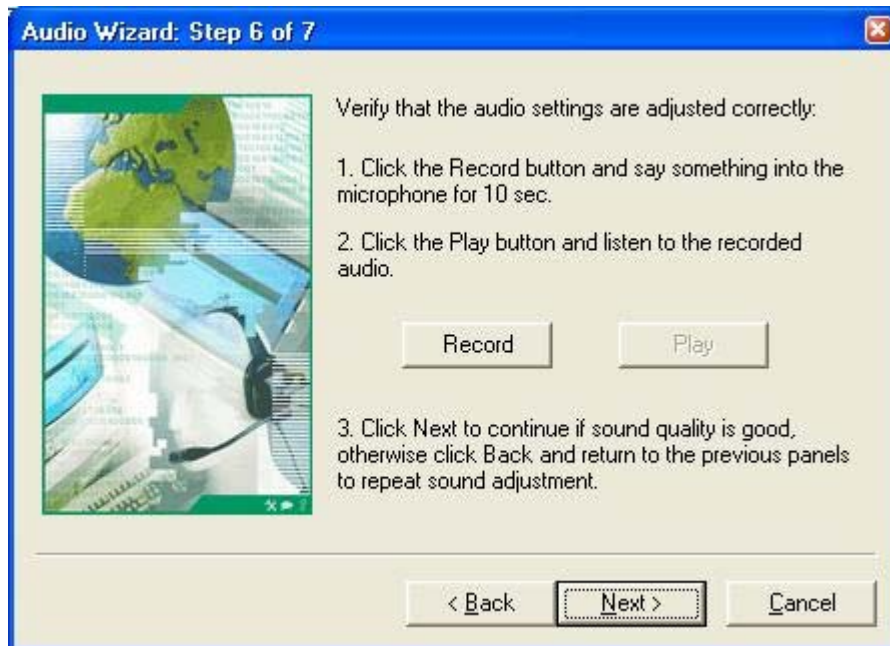 Audio Wizard: Step 6 of 7
Verify that the audio settings are adjusted correctly:
1. Click the Record button and say something into the
microphone for 10 sec.
2. Click the Play button and listen to the recorded
audio.
Record
Play
3. Click Next to continue if sound quality is good,
otherwise click Back and return to the previous panels
to repeat sound adjustment.
< Back
Next >
Cancel